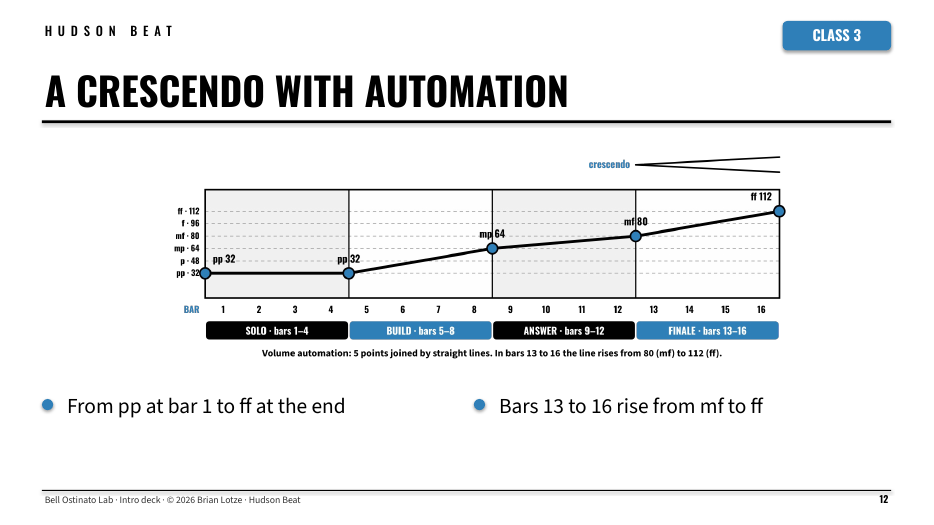 HUDSON BEAT
CLASS 3
A CRESCENDO WITH AUTOMATION
crescendo
ff 112
ff · 112
f · 96
mf · 80
mp · 64
p · 48
pp · 32
pp 32
pp 32
mp 64
mf 80
BAR 1 2 3 4 5 6 7 8 9 10 11 12 13 14 15 16
SOLO · bars 1–4 BUILD · bars 5–8 ANSWER · bars 9–12 FINALE · bars 13–16
Volume automation: 5 points joined by straight lines. In bars 13 to 16 the line rises from 80 (mf) to 112 (ff).
From pp at bar 1 to ff at the end
Bars 13 to 16 rise from mf to ff
Bell Ostinato Lab · Intro deck · © 2026 Brian Lotze · Hudson Beat
12